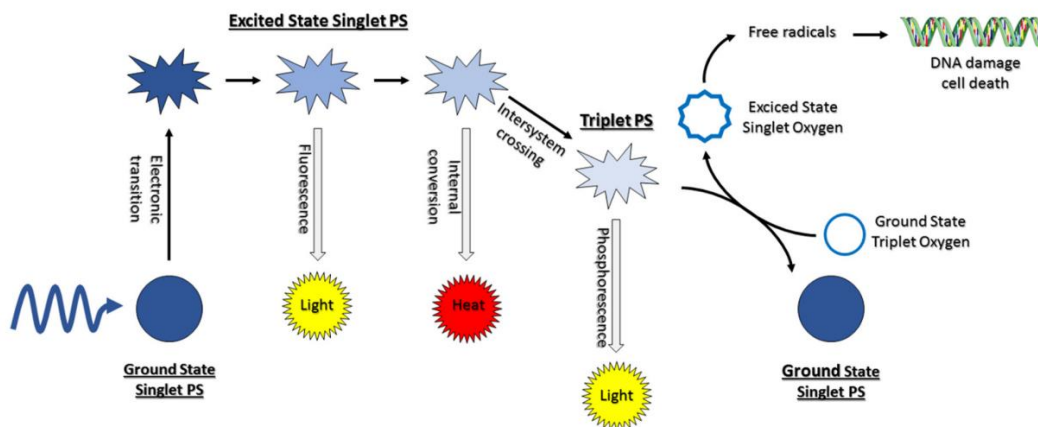 Excited State Singlet PS
Electronic
transition
Fluorescence
Internal
conversion
Intersystem
crossing
Triplet PS
Phosphorescence
Light
Heat
Light
Ground State
Singlet PS
Free radicals
DNA damage
cell death
Exciced State
Singlet Oxygen
Ground State
Triplet Oxygen
Ground State
Singlet PS